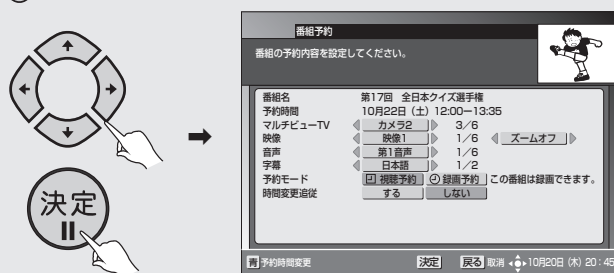 番組予約
番組の予約内容を設定してください。
番組名 第17回 全日本クイズ選手権
予約時間 10月22日（土）12:00－13:35
マルチビューTV カメラ2 3／6
映像 映像1 1／6 ズームオフ
音声 第1音声 1／6
字幕 日本語 1／2
予約モード 視聴予約 録画予約 この番組は録画できます。
時間変更追従 する しない
決定
青 予約時間変更 決定 戻る 取消 10月20日（木）20：45